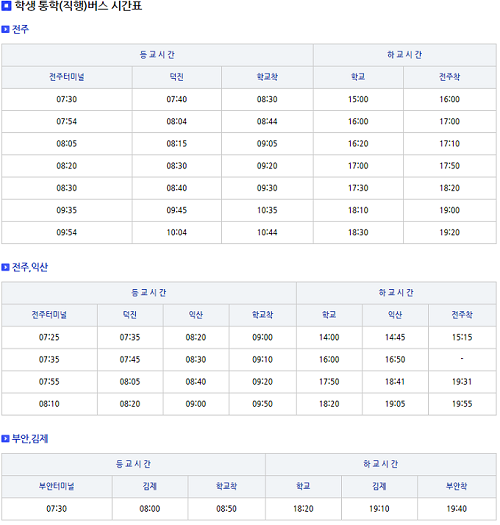 학생 통학(직행)버스 시간표
전주
등 교 시 간 하 교 시 간
전주터미널 덕진 학교착 학교 전주착
07:30 07:40 08:30 15:00 16:00
07:54 08:04 08:44 16:00 17:00
08:05 08:15 09:05 16:20 17:10
08:20 08:30 09:20 17:00 17:50
08:30 08:40 09:30 17:30 18:20
09:35 09:45 10:35 18:10 19:00
09:54 10:04 10:44 18:30 19:20
전주,익산
등 교 시 간 하 교 시 간
전주터미널 덕진 익산 학교착 학교 익산 전주착
07:25 07:35 08:20 09:00 14:00 14:45 15:15
07:35 07:45 08:30 09:10 16:00 16:50 -
07:55 08:05 08:40 09:20 17:50 18:41 19:31
08:10 08:20 09:00 09:50 18:20 19:05 19:55
부안,김제
등 교 시 간 하 교 시 간
부안터미널 김제 학교착 학교 김제 부안착
07:30 08:00 08:50 18:20 19:10 19:40